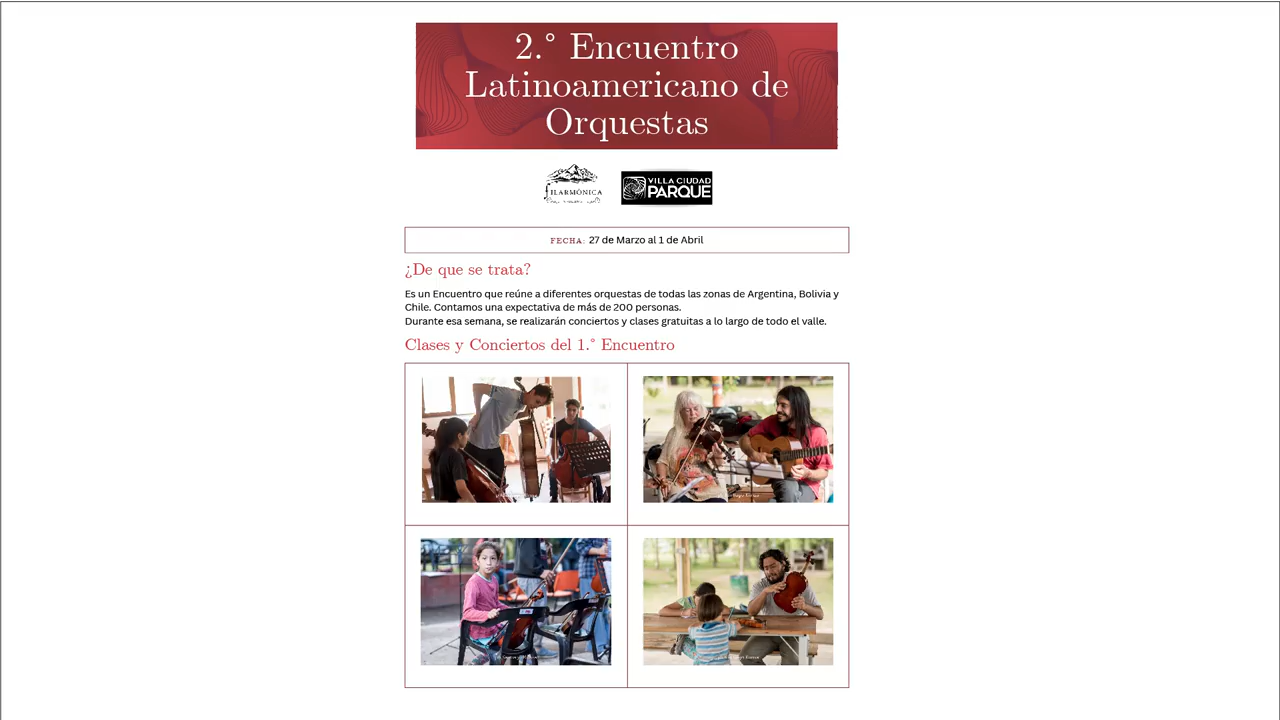 2.° Encuentro
Latinoamericano de
Orquestas
FILARMÓNICA
VILLA CIUDAD
PARQUE
FECHA: 27 de Marzo al 1 de Abril
¿De que se trata?
Es un Encuentro que reúne a diferentes orquestas de todas las zonas de Argentina, Bolivia y
Chile. Contamos una expectativa de más de 200 personas.
Durante esa semana, se realizarán conciertos y clases gratuitas a lo largo de todo el valle.
Clases y Conciertos del 1.° Encuentro